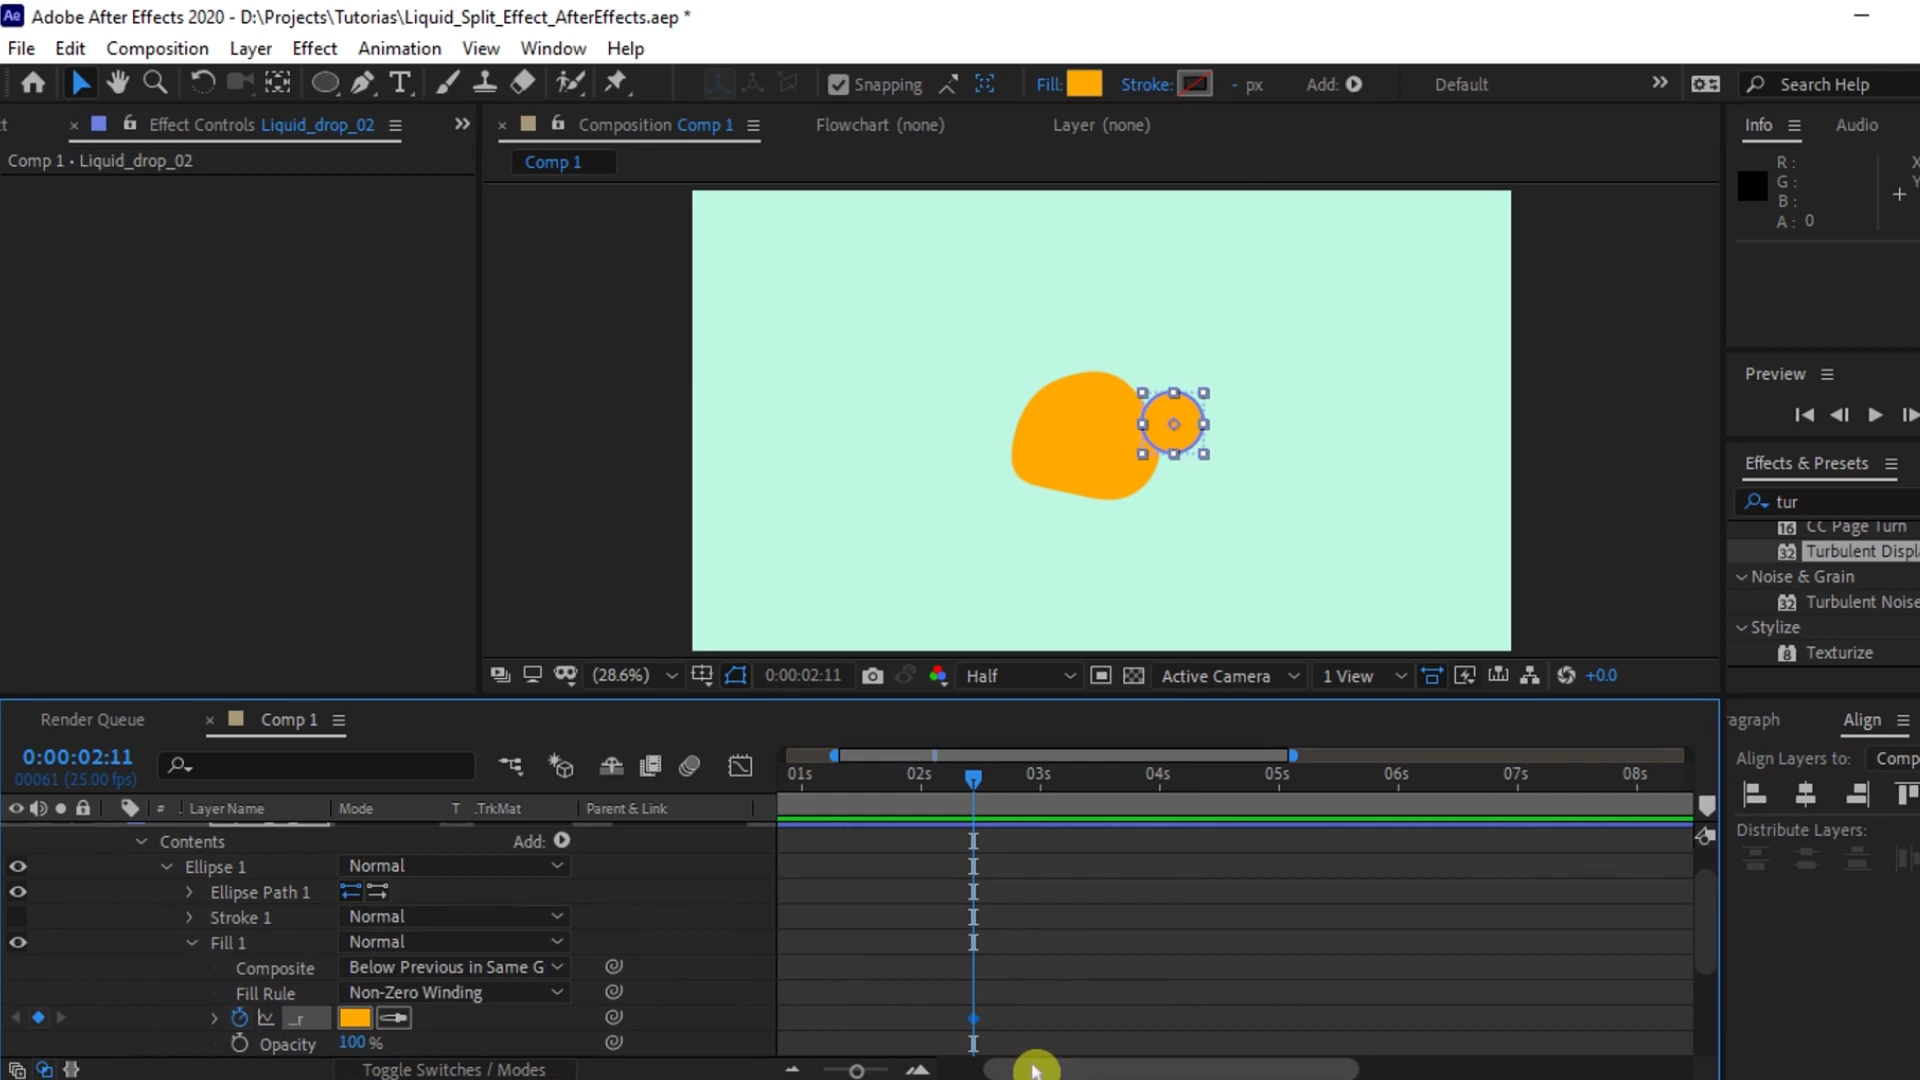 Ae Adobe After Effects 2020 - D:\Projects\Tutorias\Liquid_Split_Effect_AfterEffects.aep *
File Edit Composition Layer Effect Animation View Window Help
T Snapping Fill: Stroke: - px Add: Default » Search Help
× Effect Controls Liquid_drop_02 » × Composition Comp 1 Flowchart (none) Layer (none) Info Audio
Comp 1 • Liquid_drop_02 Comp 1
R :
G :
B :
A : 0
X
Y
Preview
Effects & Presets
tur
16 CC Page Turn
32 Turbulent Displ
Noise & Grain
32 Turbulent Noise
Stylize
8 Texturize
(28.6%) 0:00:02:11 Half Active Camera 1 View +0.0
Render Queue × Comp 1 agraph Align
0:00:02:11
00061 (25.00 fps)
01s 02s 03s 04s 05s 06s 07s 08s
Align Layers to: Comp
# Layer Name Mode T .TrkMat Parent & Link
Distribute Layers:
Contents Add:
Ellipse 1 Normal
Ellipse Path 1
Stroke 1 Normal
Fill 1 Normal
Composite Below Previous in Same G
Fill Rule Non-Zero Winding
_r
Opacity 100 %
Toggle Switches / Modes